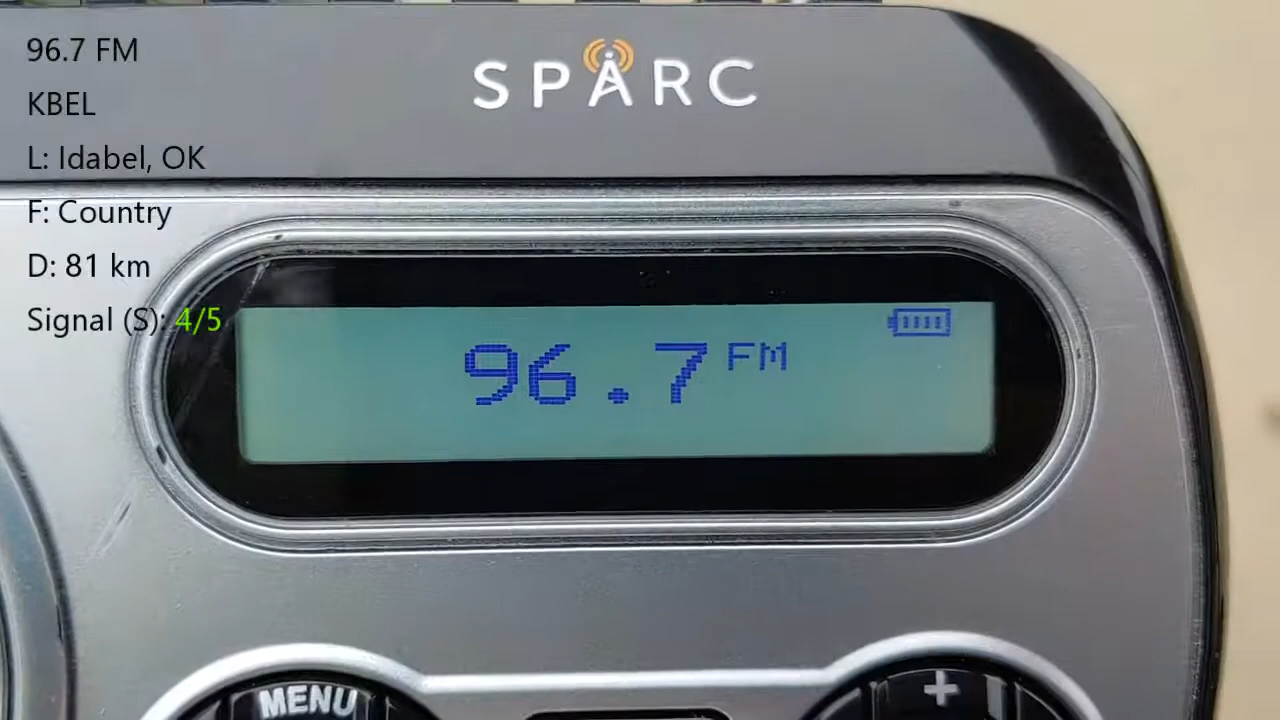 96.7 FM
KBEL
L: Idabel, OK
F: Country
D: 81 km
Signal (S): 4/5
SPARC
96.7 FM
MENU
+